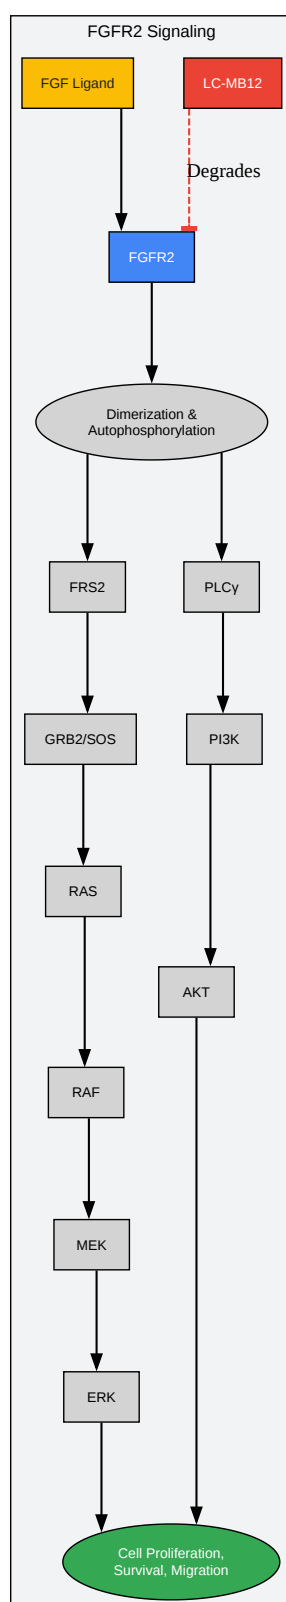 FGFR2 Signaling
FGF Ligand
LC-MB12
Degrades
FGFR2
Dimerization &
Autophosphorylation
FRS2
PLCγ
GRB2/SOS
PI3K
RAS
AKT
RAF
MEK
ERK
Cell Proliferation,
Survival, Migration